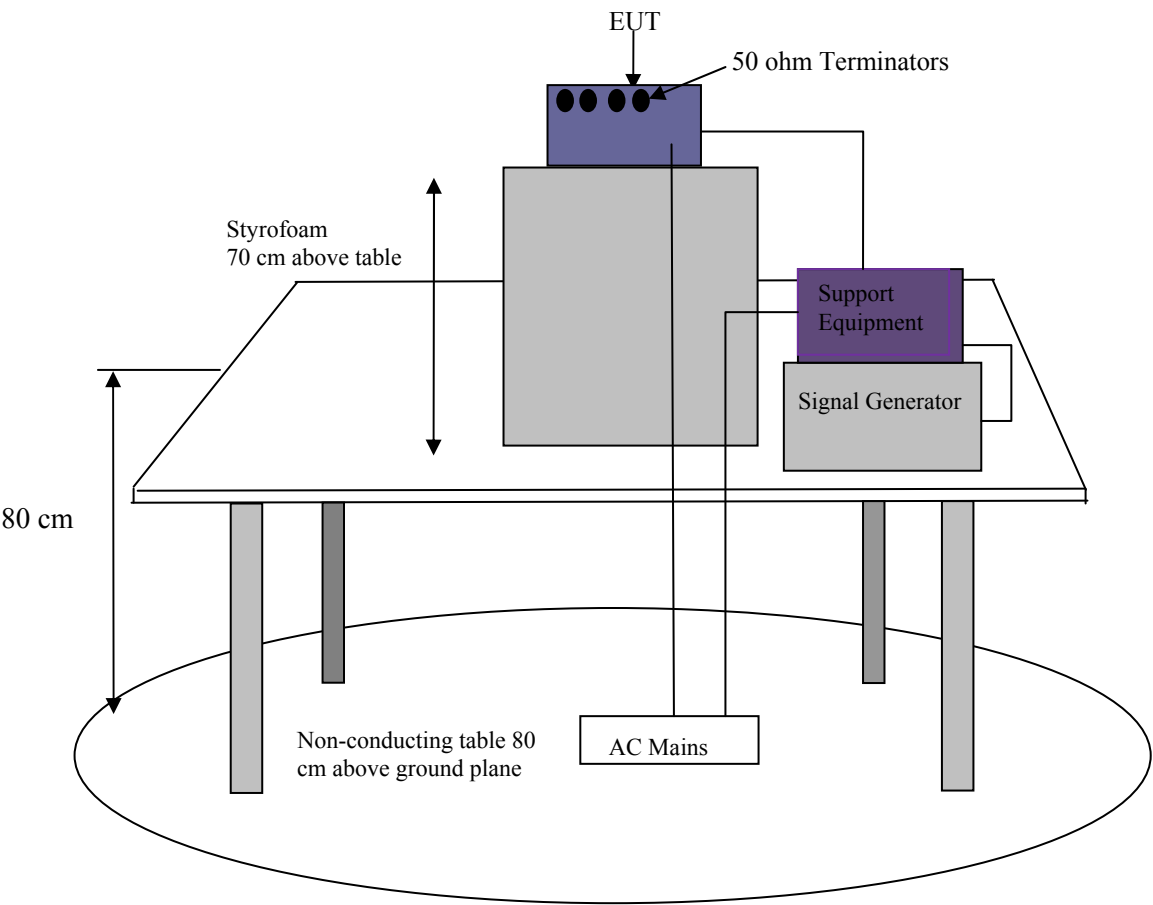 EUT
50 ohm Terminators
Styrofoam
70 cm above table
Support
Equipment
Signal Generator
80 cm
Non-conducting table 80
cm above ground plane
AC Mains